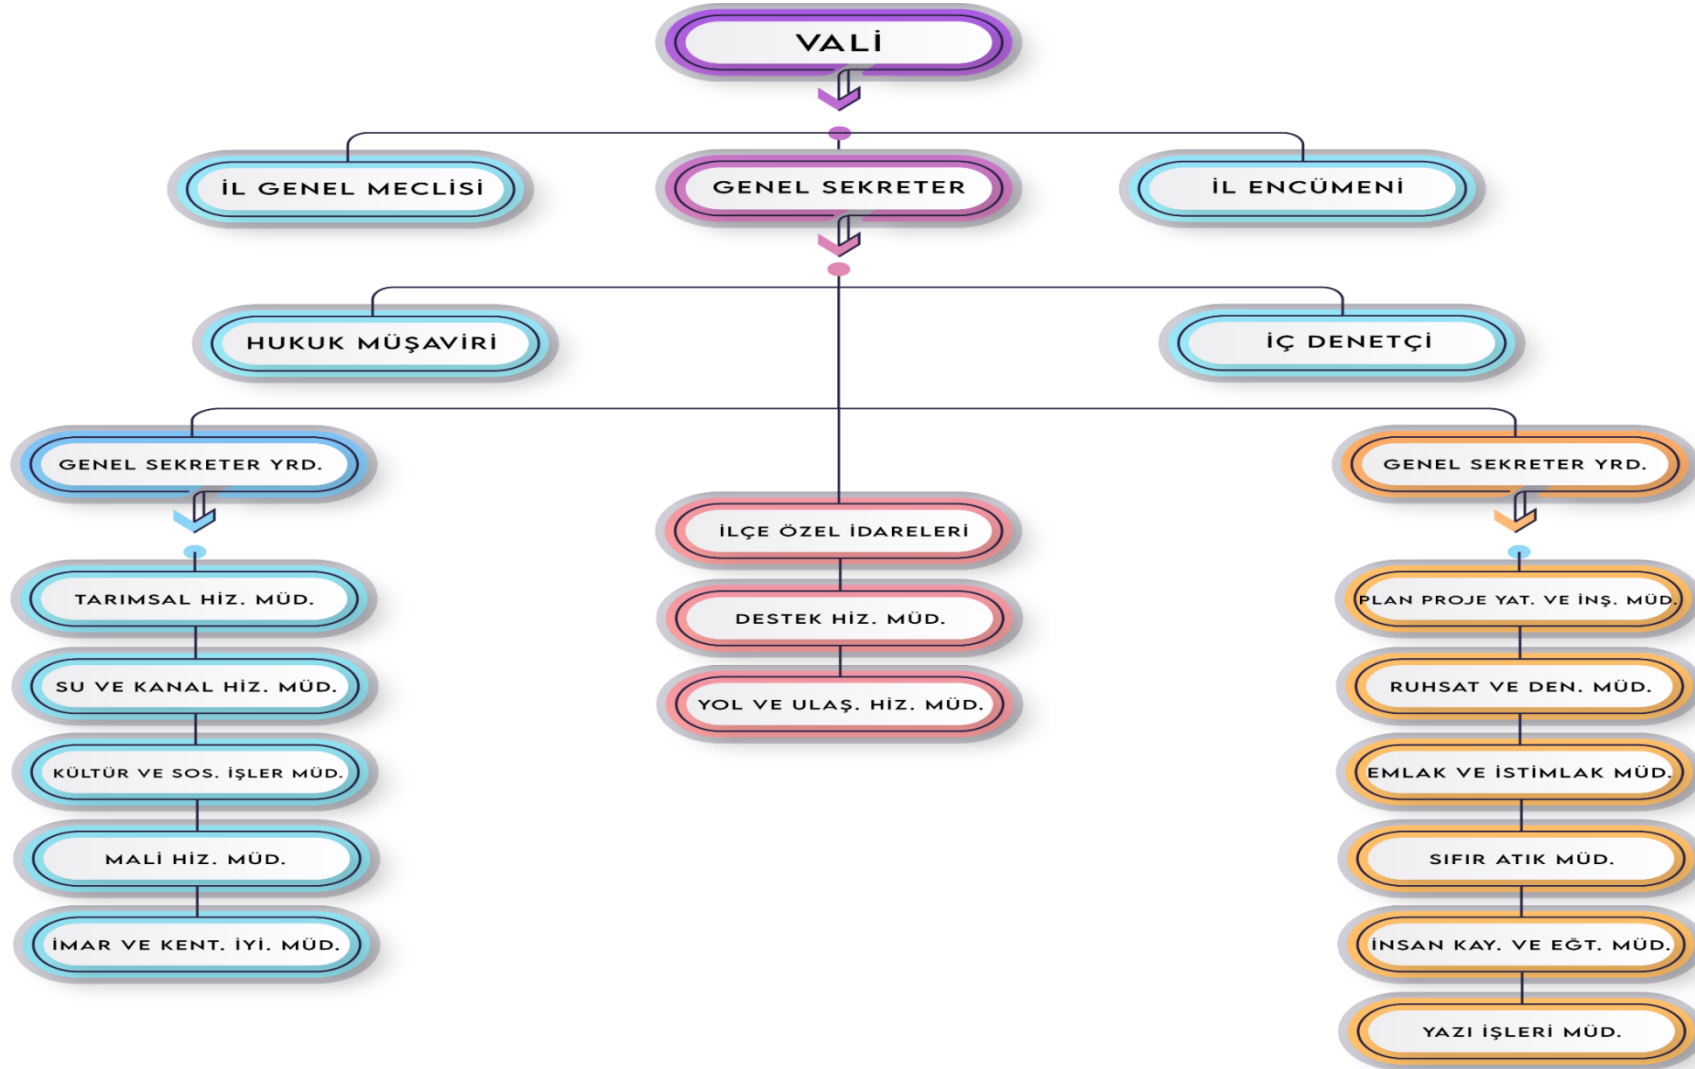 VALİ
İL GENEL MECLİSİ
GENEL SEKRETER
İL ENCÜMENİ
HUKUK MÜŞAVİRİ
İÇ DENETÇİ
GENEL SEKRETER YRD.
GENEL SEKRETER YRD.
İLÇE ÖZEL İDARELERİ
DESTEK HİZ. MÜD.
YOL VE ULAŞ. HİZ. MÜD.
TARIMSAL HİZ. MÜD.
SU VE KANAL HİZ. MÜD.
KÜLTÜR VE SOS. İŞLER MÜD.
MALİ HİZ. MÜD.
İMAR VE KENT. İYİ. MÜD.
PLAN PROJE YAT. VE İNŞ. MÜD.
RUHSAT VE DEN. MÜD.
EMLAK VE İSTİMLAK MÜD.
SIFIR ATIK MÜD.
İNSAN KAY. VE EĞT. MÜD.
YAZI İŞLERİ MÜD.